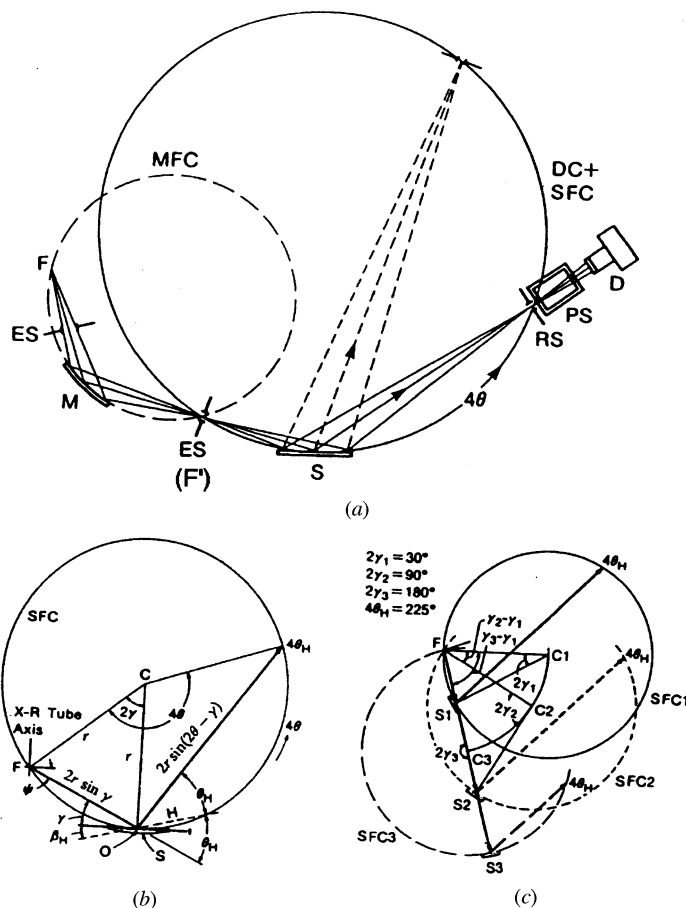 MFC
DC+
SFC
F
ES
M
ES
(F')
S
4θ
RS
PS
D
(a)
SFC
C
2γ
4θ
4θH
4θ
X-R Tube
Axis
r
r
2r sin(2θ − γ)
F
ψ
2r sin γ
γ
βH
H
θH
θH
O
S
(b)
2γ1 = 30°
2γ2 = 90°
2γ3 = 180°
4θH = 225°
4θH
F
γ2-γ1
γ3-γ1
C1
2γ1
S1
C2
2γ2
4θH
SFC1
2γ3
C3
4θH
S2
SFC2
SFC3
S3
(c)